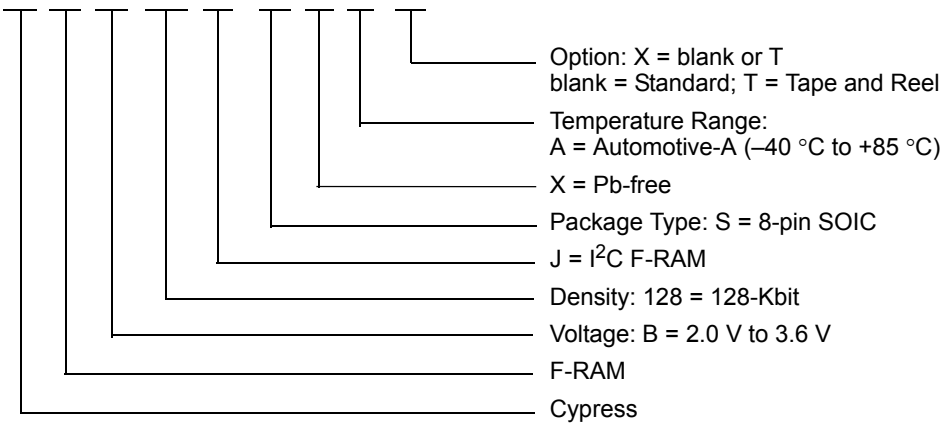 Option: X = blank or T
blank = Standard; T = Tape and Reel
Temperature Range:
A = Automotive-A (–40 °C to +85 °C)
X = Pb-free
Package Type: S = 8-pin SOIC
J = I²C F-RAM
Density: 128 = 128-Kbit
Voltage: B = 2.0 V to 3.6 V
F-RAM
Cypress